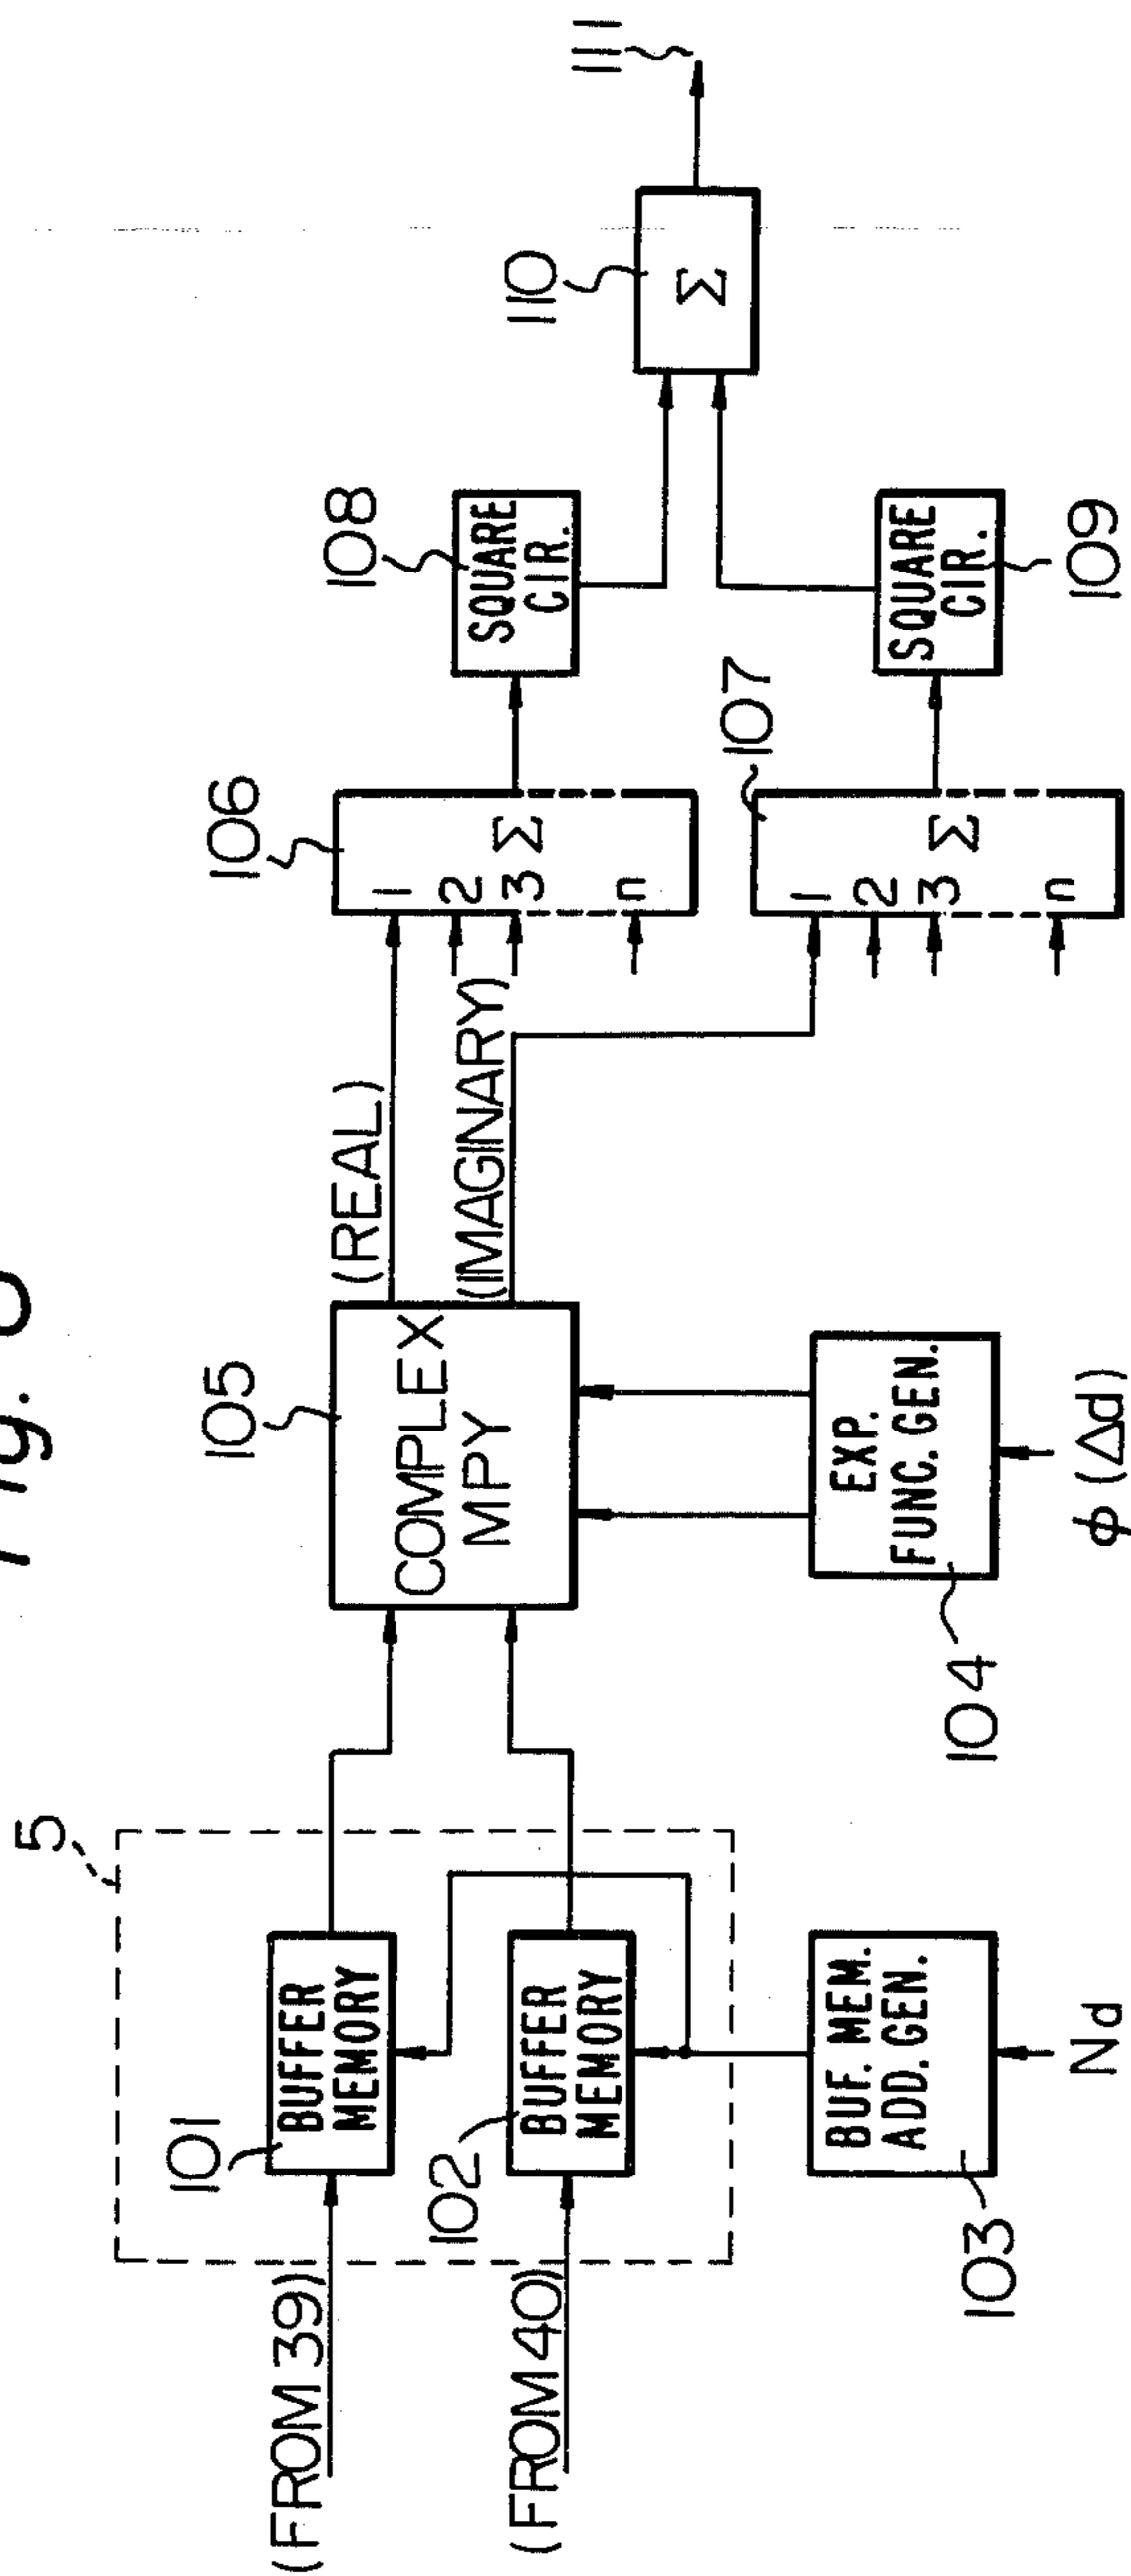 Fig.
5
101
BUFFER
MEMORY
(FROM 39)
102
BUFFER
MEMORY
(FROM 40)
103
BUF. MEM.
ADD. GEN.
Nd
105
COMPLEX
MPY
104
EXP.
FUNC. GEN.
ϕ (Δd)
(REAL)
(IMAGINARY)
106
1
2
3 Σ
n
107
1
2
3 Σ
n
108
SQUARE
CIR.
109
SQUARE
CIR.
110
Σ
111